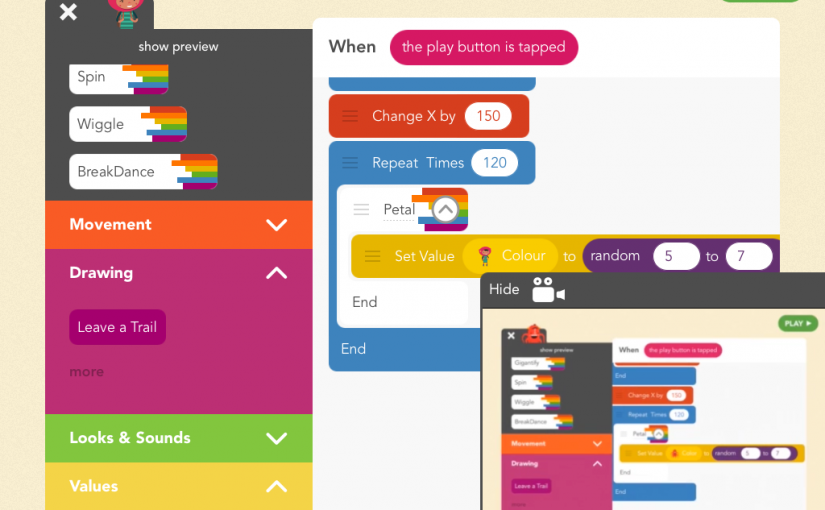 show preview
Spin
Wiggle
BreakDance
Movement
Drawing
Leave a Trail
more
Looks & Sounds
Values
When the play button is tapped
Change X by 150
Repeat Times 120
Petal
Set Value Colour to random 5 to 7
End
End
Hide
PLAY
show preview
Gigantify
Spin
Wiggle
BreakDance
Movement
Drawing
Leave a Trail
more
When the play button is tapped
End
Change X by 150
Repeat Times 120
Petal
Set Value to random 5 to 7
End
End